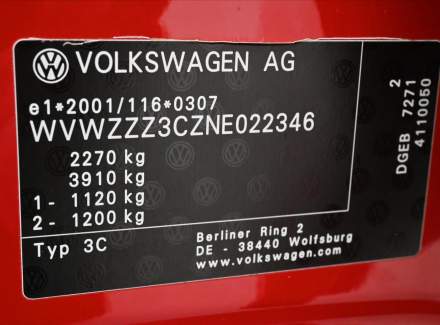 VOLKSWAGEN AG
e1*2001/116*0307
WVWZZZ3CZNE022346
2270 kg
3910 kg
1- 1120 kg
2- 1200 kg
Typ 3C
Berliner Ring 2
DE - 38440 Wolfsburg
www.volkswagen.com
DGEB 7271 2
4110050